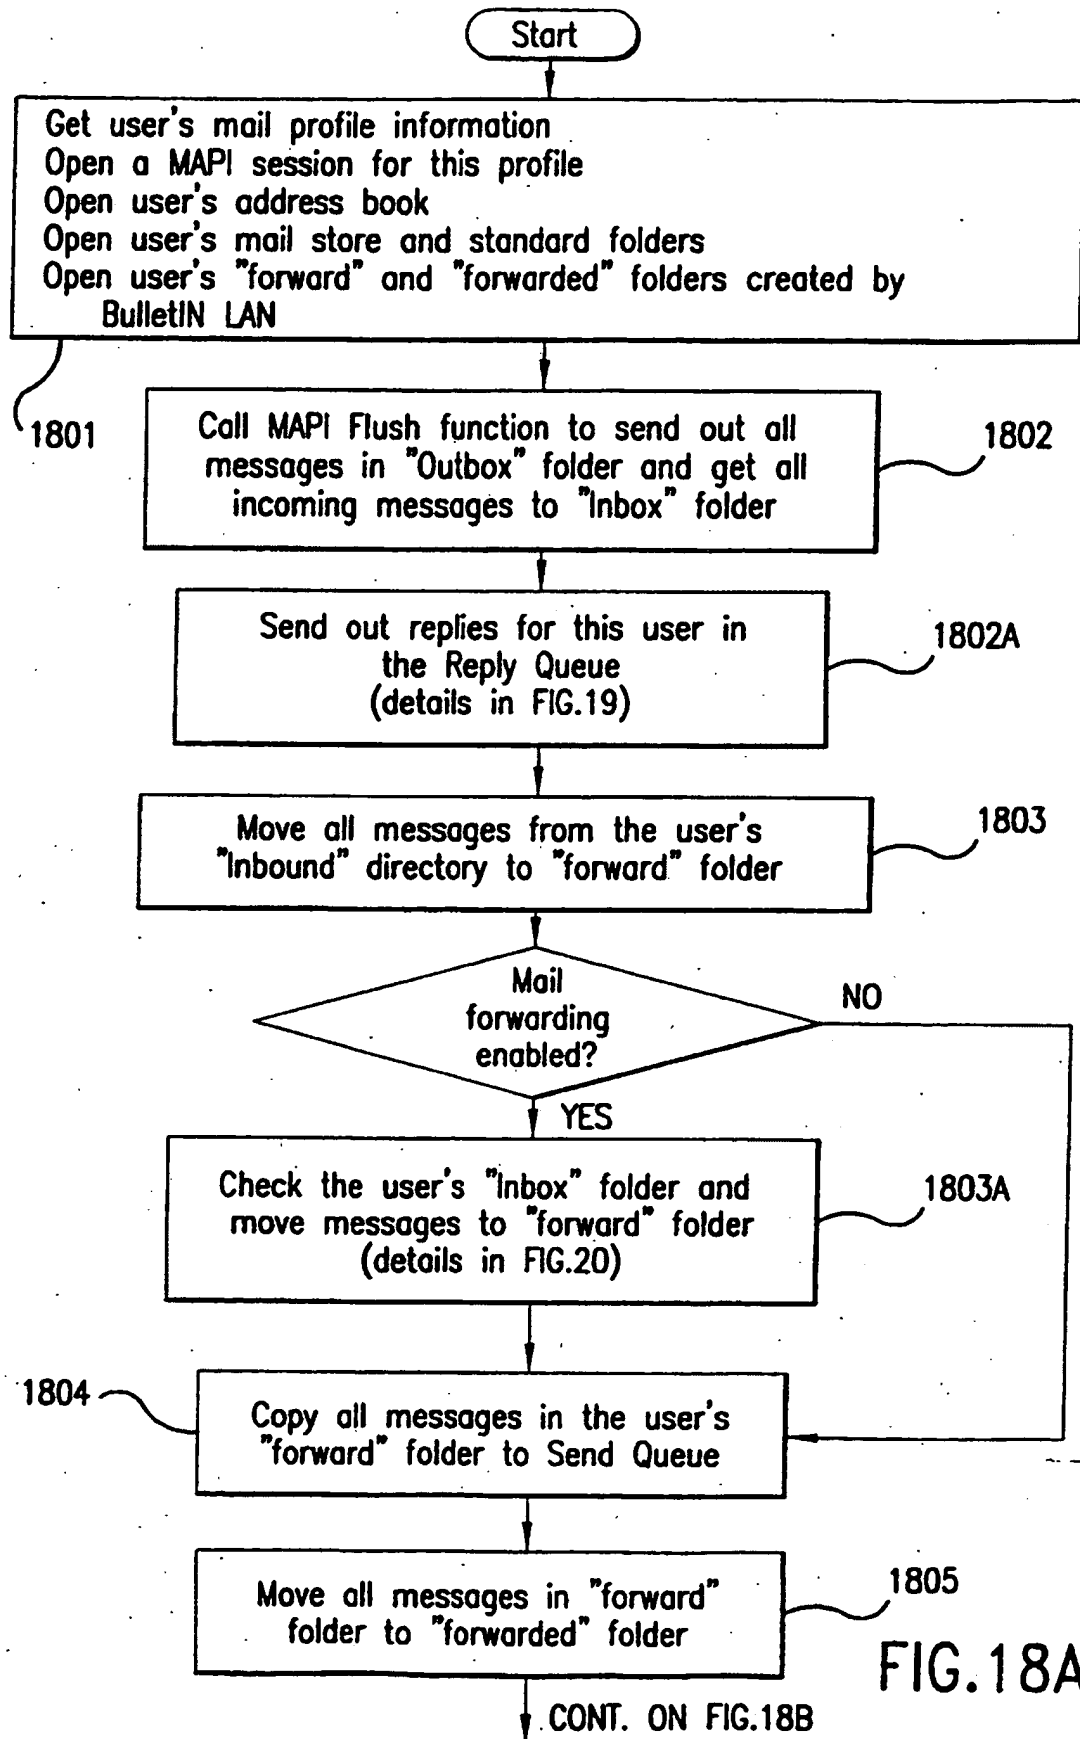 Start
Get user's mail profile information
Open a MAPI session for this profile
Open user's address book
Open user's mail store and standard folders
Open user's "forward" and "forwarded" folders created by
BulletIN LAN
1801
Call MAPI Flush function to send out all
messages in "Outbox" folder and get all
incoming messages to "Inbox" folder
1802
Send out replies for this user in
the Reply Queue
(details in FIG.19)
1802A
Move all messages from the user's
"Inbound" directory to "forward" folder
1803
Mail
forwarding
enabled?
NO
YES
Check the user's "Inbox" folder and
move messages to "forward" folder
(details in FIG.20)
1803A
1804
Copy all messages in the user's
"forward" folder to Send Queue
Move all messages in "forward"
folder to "forwarded" folder
1805
FIG.18A
CONT. ON FIG.18B